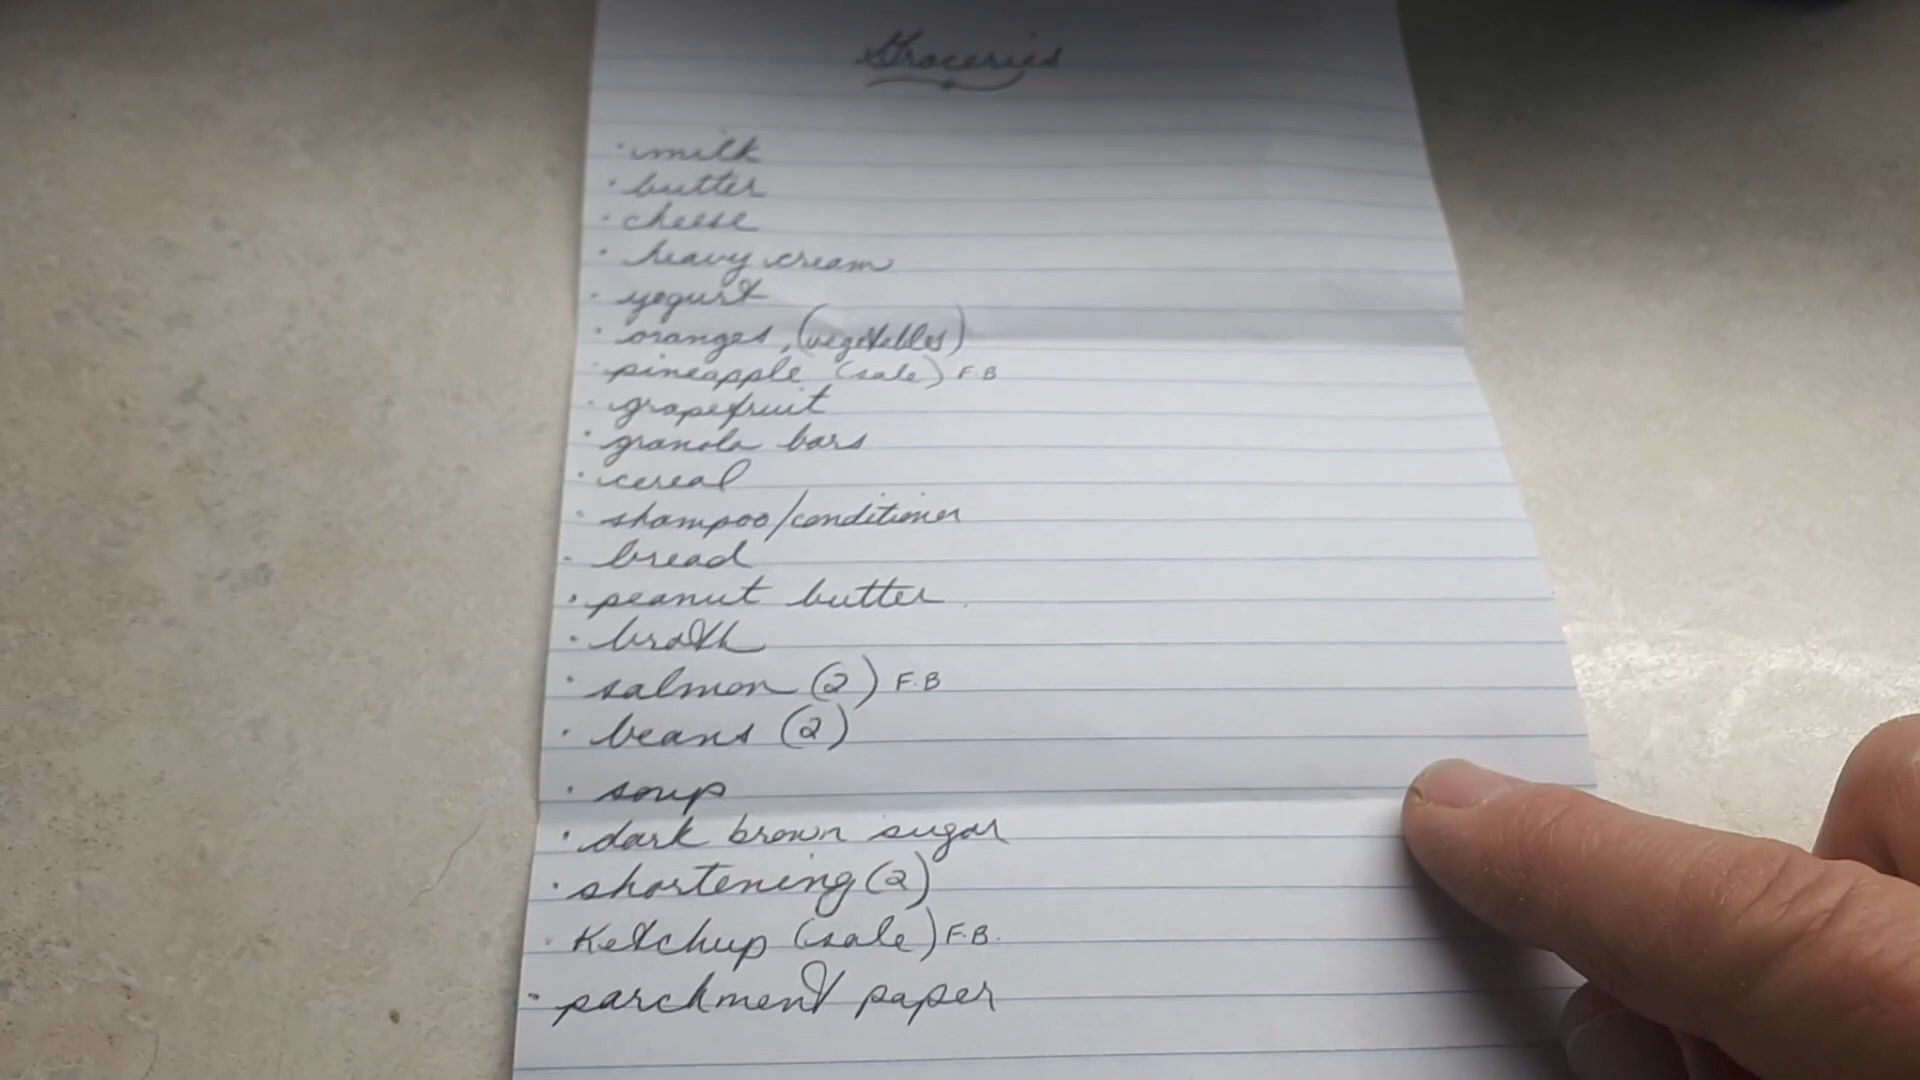 Groceries
· milk
· butter
· cheese
· heavy cream
· yogurt
· oranges, (vegetables)
· pineapple (sale) F.B
· grapefruit
· granola bars
· cereal
· shampoo/conditioner
· bread
· peanut butter
· broth
· salmon (2) F.B
· beans (2)
· soup
· dark brown sugar
· shortening (2)
· Ketchup (sale) F.B.
· parchment paper